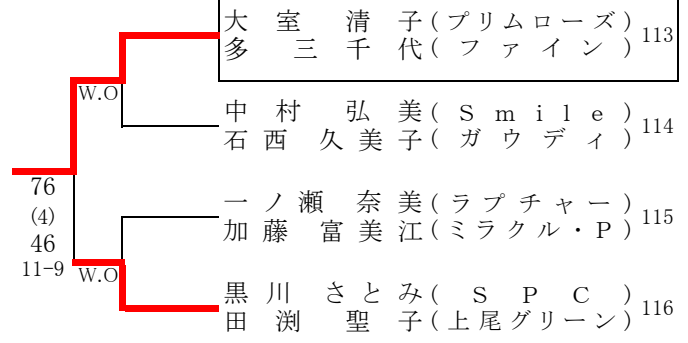 大室 清子(プリムローズ) 113
多 三千代(ファイン)
W.O
中村 弘美(Smile) 114
石西 久美子(ガウディ)
76
(4)
46
11-9
一ノ瀬 奈美(ラプチャー) 115
加藤 富美江(ミラクル・P)
W.O
黒川 さとみ(SPC) 116
田渕 聖子(上尾グリーン)